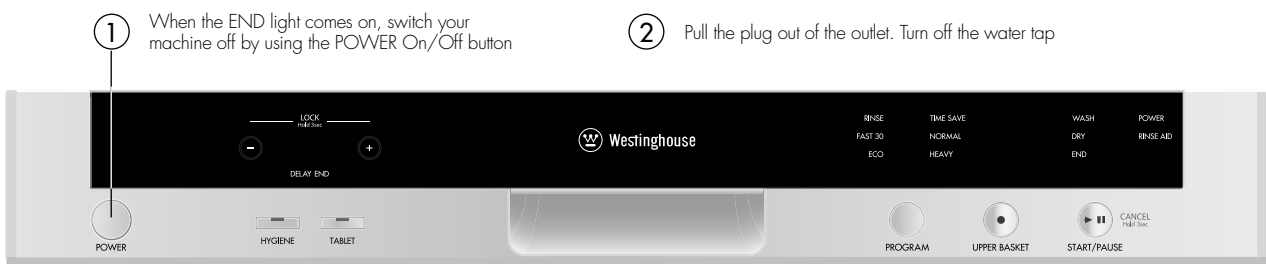 1
When the END light comes on, switch your
machine off by using the POWER On/Off button
2
Pull the plug out of the outlet. Turn off the water tap
LOCK
Hold 3sec
- +
DELAY END
W Westinghouse
RINSE TIME SAVE WASH POWER
FAST 30 NORMAL DRY RINSE AID
ECO HEAVY END
POWER
HYGIENE
TABLET
PROGRAM
UPPER BASKET
START/PAUSE
CANCEL
Hold 3sec